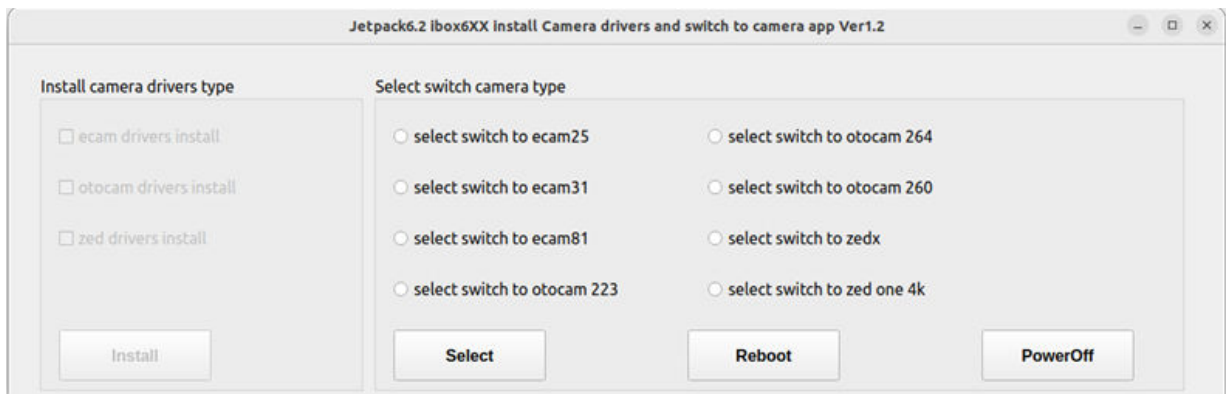 Jetpack6.2 ibox6XX install Camera drivers and switch to camera app Ver1.2
Install camera drivers type
ecam drivers install
otocam drivers install
zed drivers install
Install
Select switch camera type
select switch to ecam25
select switch to otocam 264
select switch to ecam31
select switch to otocam 260
select switch to ecam81
select switch to zedx
select switch to otocam 223
select switch to zed one 4k
Select
Reboot
PowerOff